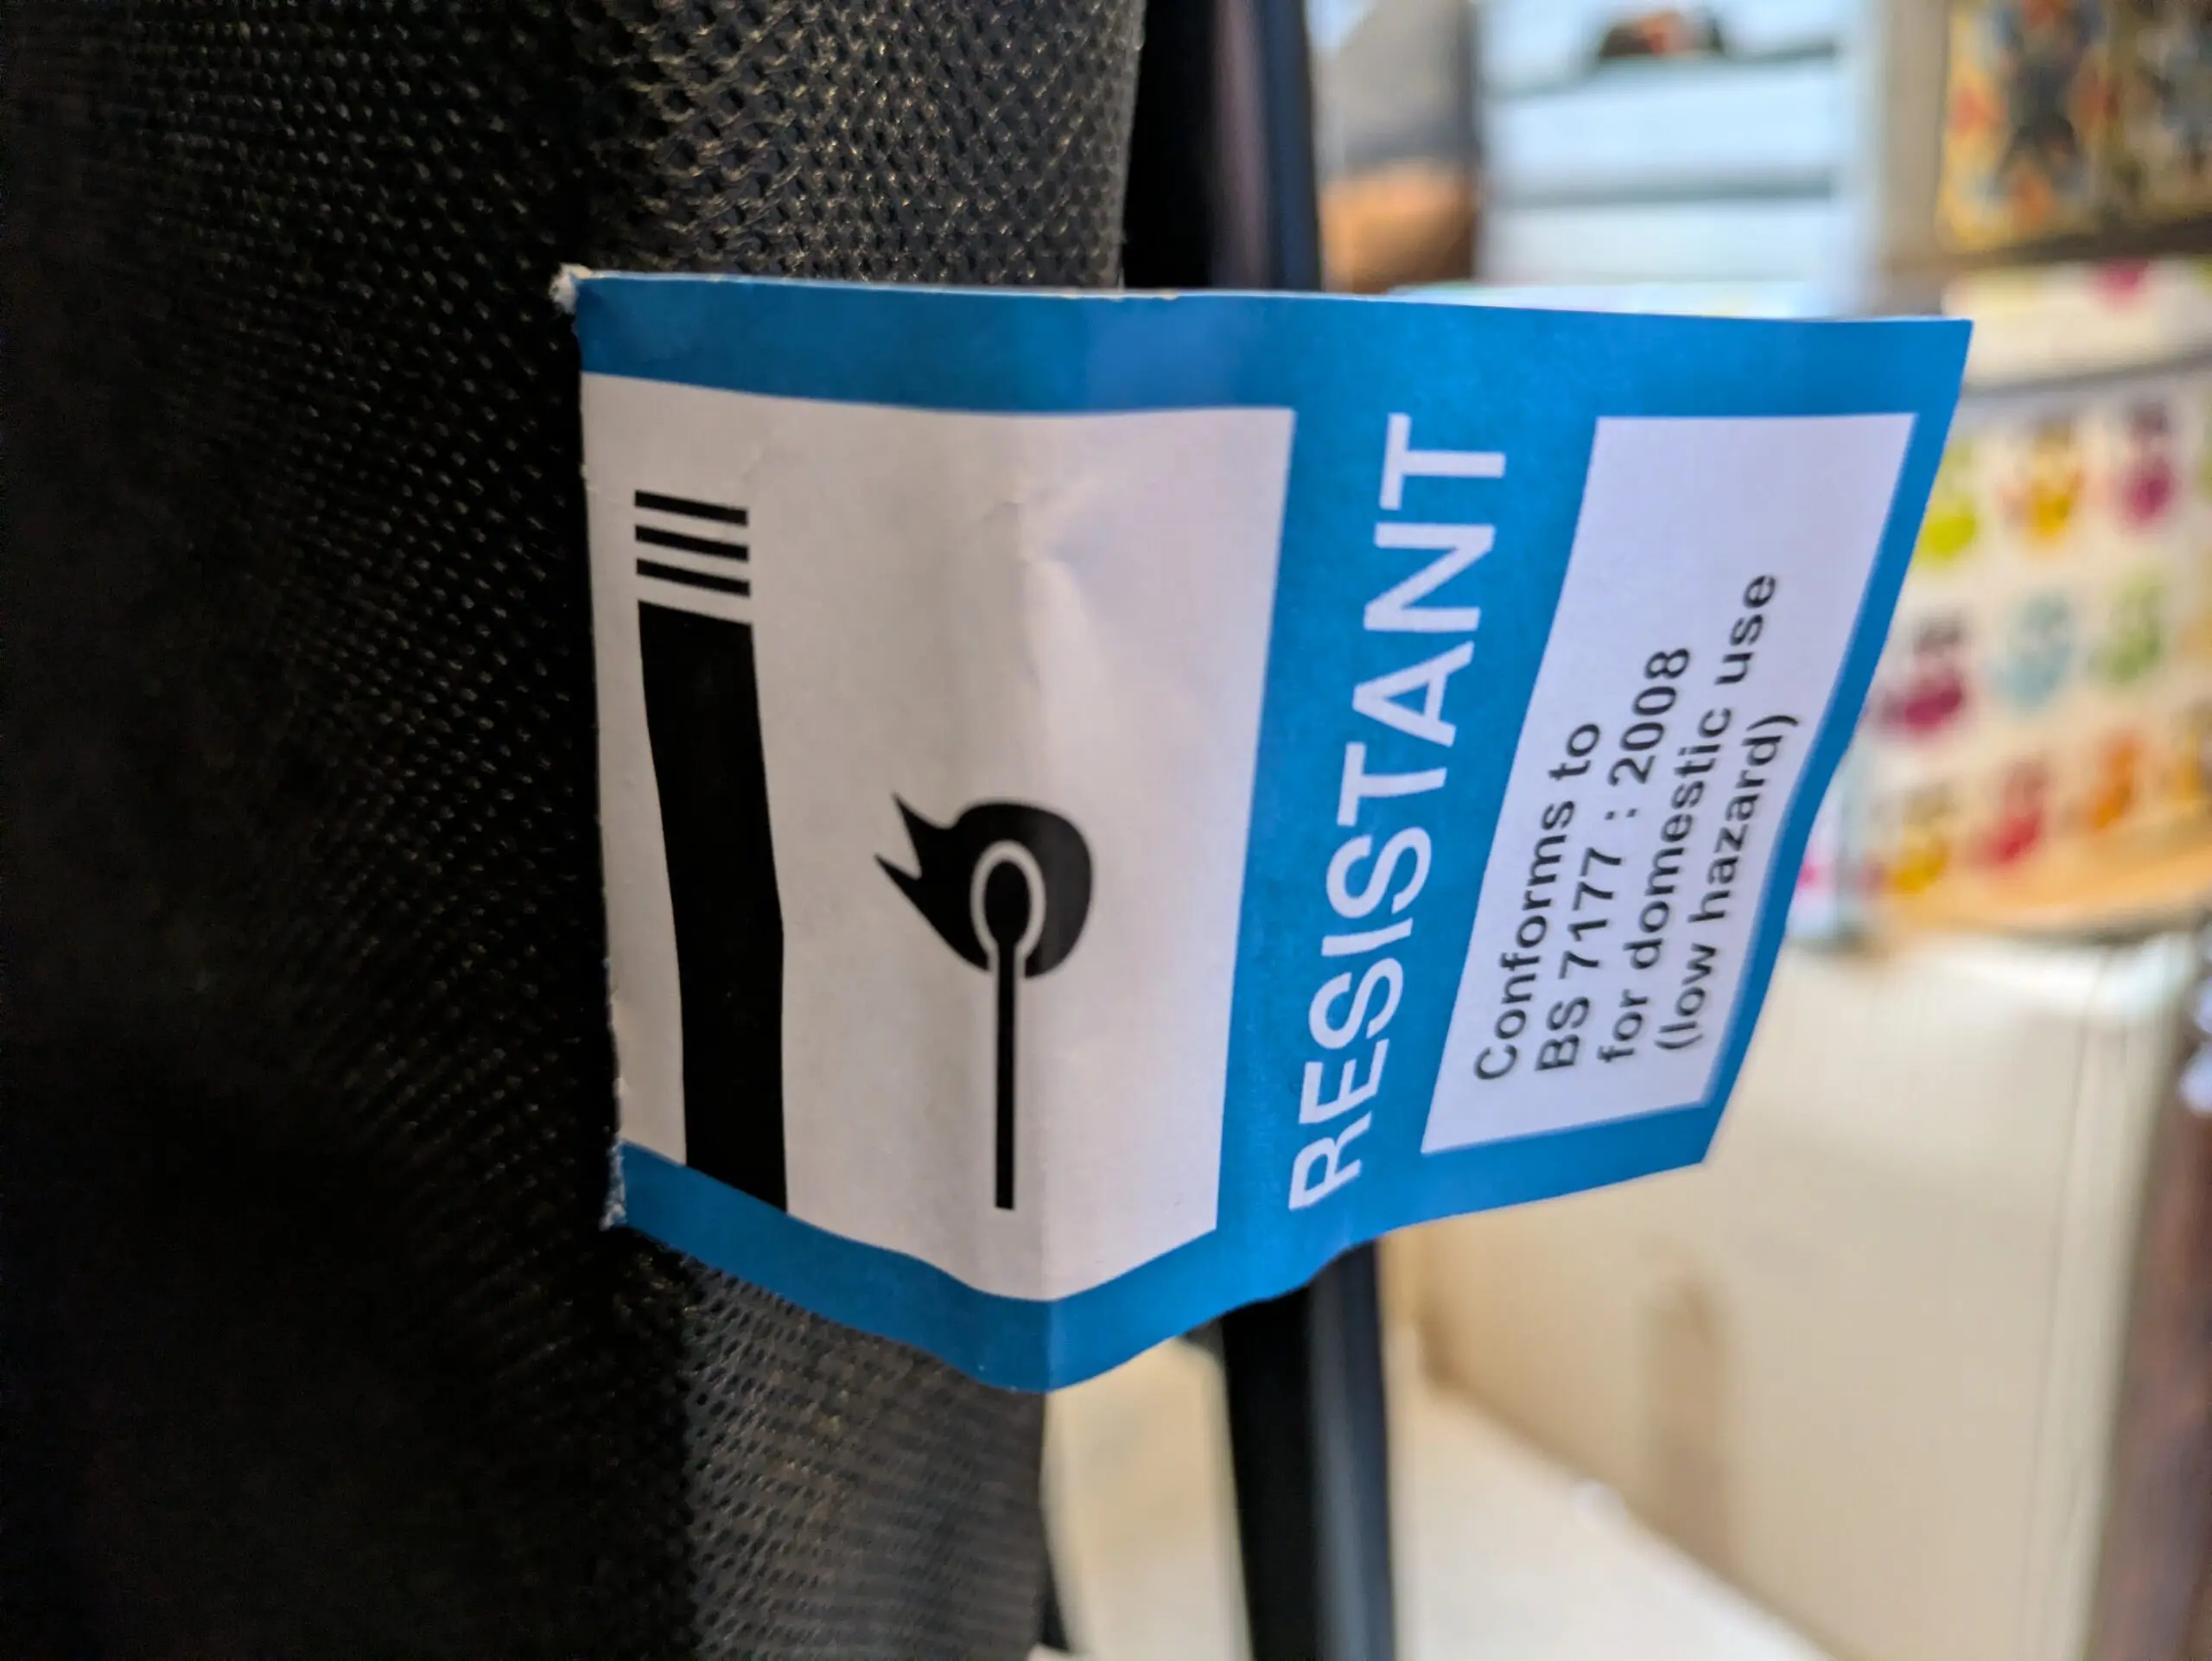 RESISTANT
Conforms to
BS 7177 : 2008
for domestic use
(low hazard)